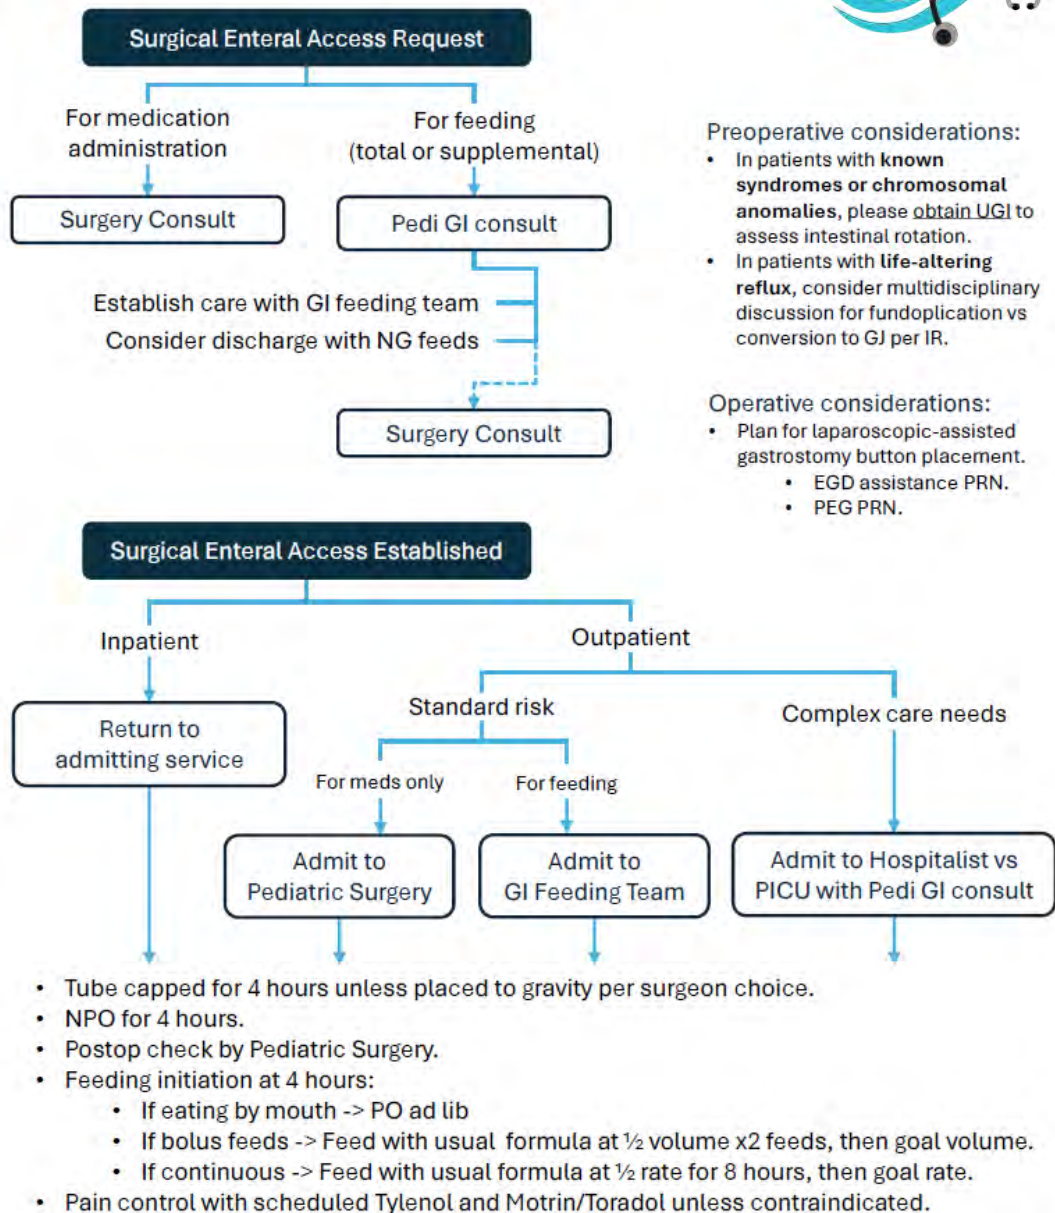 Surgical Enteral Access Request
For medication
administration
For feeding
(total or supplemental)
Surgery Consult
Pedi GI consult
Establish care with GI feeding team
Consider discharge with NG feeds
Surgery Consult
Preoperative considerations:
• In patients with known
syndromes or chromosomal
anomalies, please obtain UGI to
assess intestinal rotation.
• In patients with life-altering
reflux, consider multidisciplinary
discussion for fundoplication vs
conversion to GJ per IR.
Operative considerations:
• Plan for laparoscopic-assisted
gastrostomy button placement.
• EGD assistance PRN.
• PEG PRN.
Surgical Enteral Access Established
Inpatient
Outpatient
Return to
admitting service
Standard risk
Complex care needs
For meds only
For feeding
Admit to
Pediatric Surgery
Admit to
GI Feeding Team
Admit to Hospitalist vs
PICU with Pedi GI consult
• Tube capped for 4 hours unless placed to gravity per surgeon choice.
• NPO for 4 hours.
• Postop check by Pediatric Surgery.
• Feeding initiation at 4 hours:
• If eating by mouth -> PO ad lib
• If bolus feeds -> Feed with usual formula at ½ volume x2 feeds, then goal volume.
• If continuous -> Feed with usual formula at ½ rate for 8 hours, then goal rate.
• Pain control with scheduled Tylenol and Motrin/Toradol unless contraindicated.